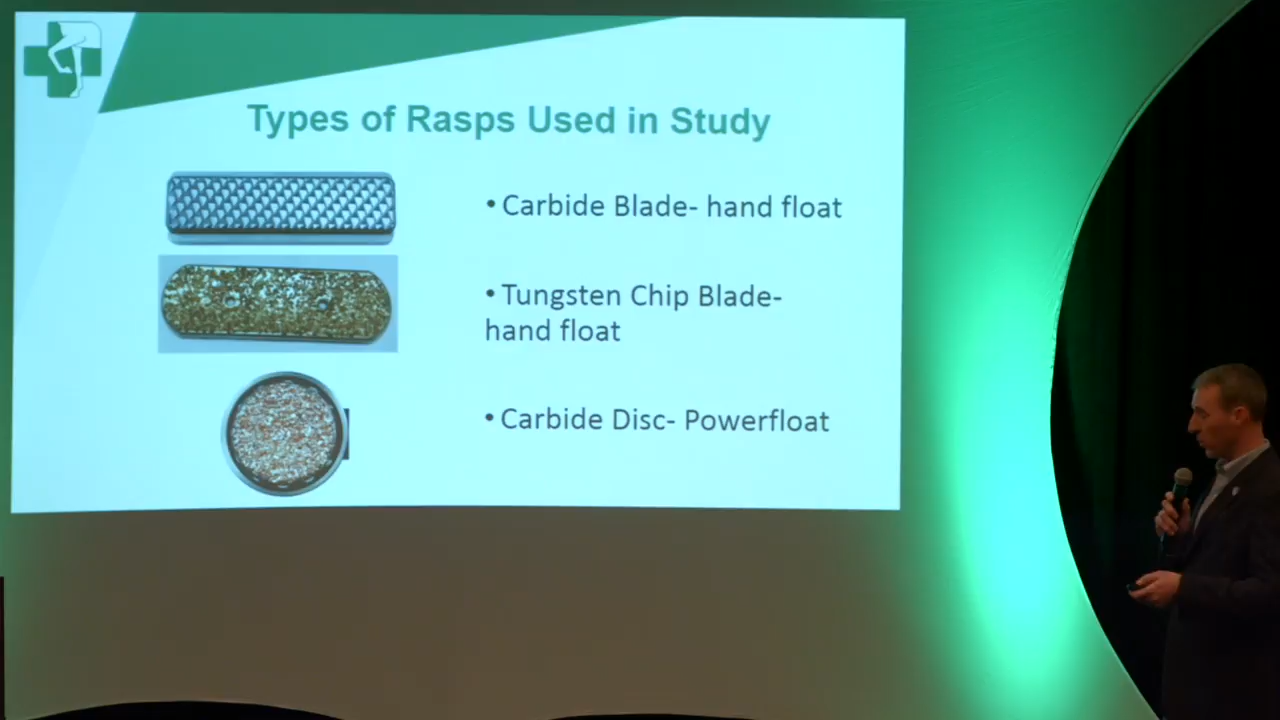 Types of Rasps Used in Study
• Carbide Blade- hand float
• Tungsten Chip Blade-
hand float
• Carbide Disc- Powerfloat